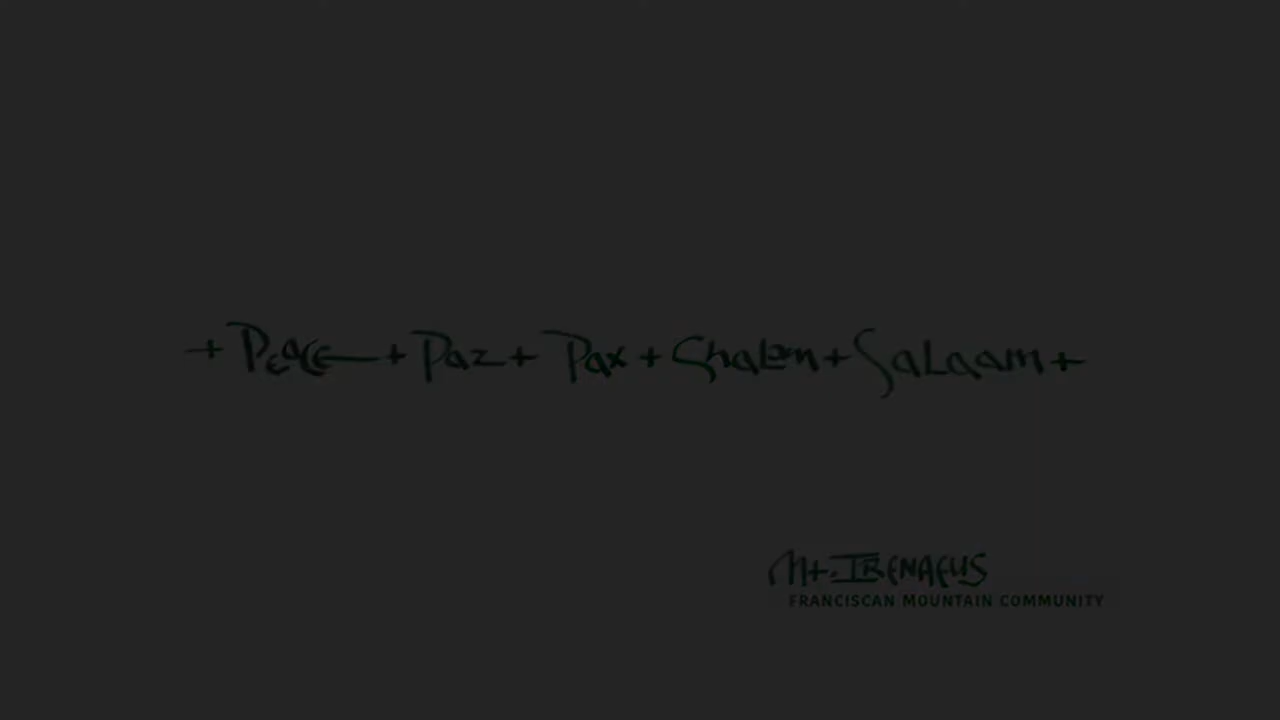 + Peace + Paz + Pax + Shalom + Salaam +
Mt. Irenaeus
FRANCISCAN MOUNTAIN COMMUNITY